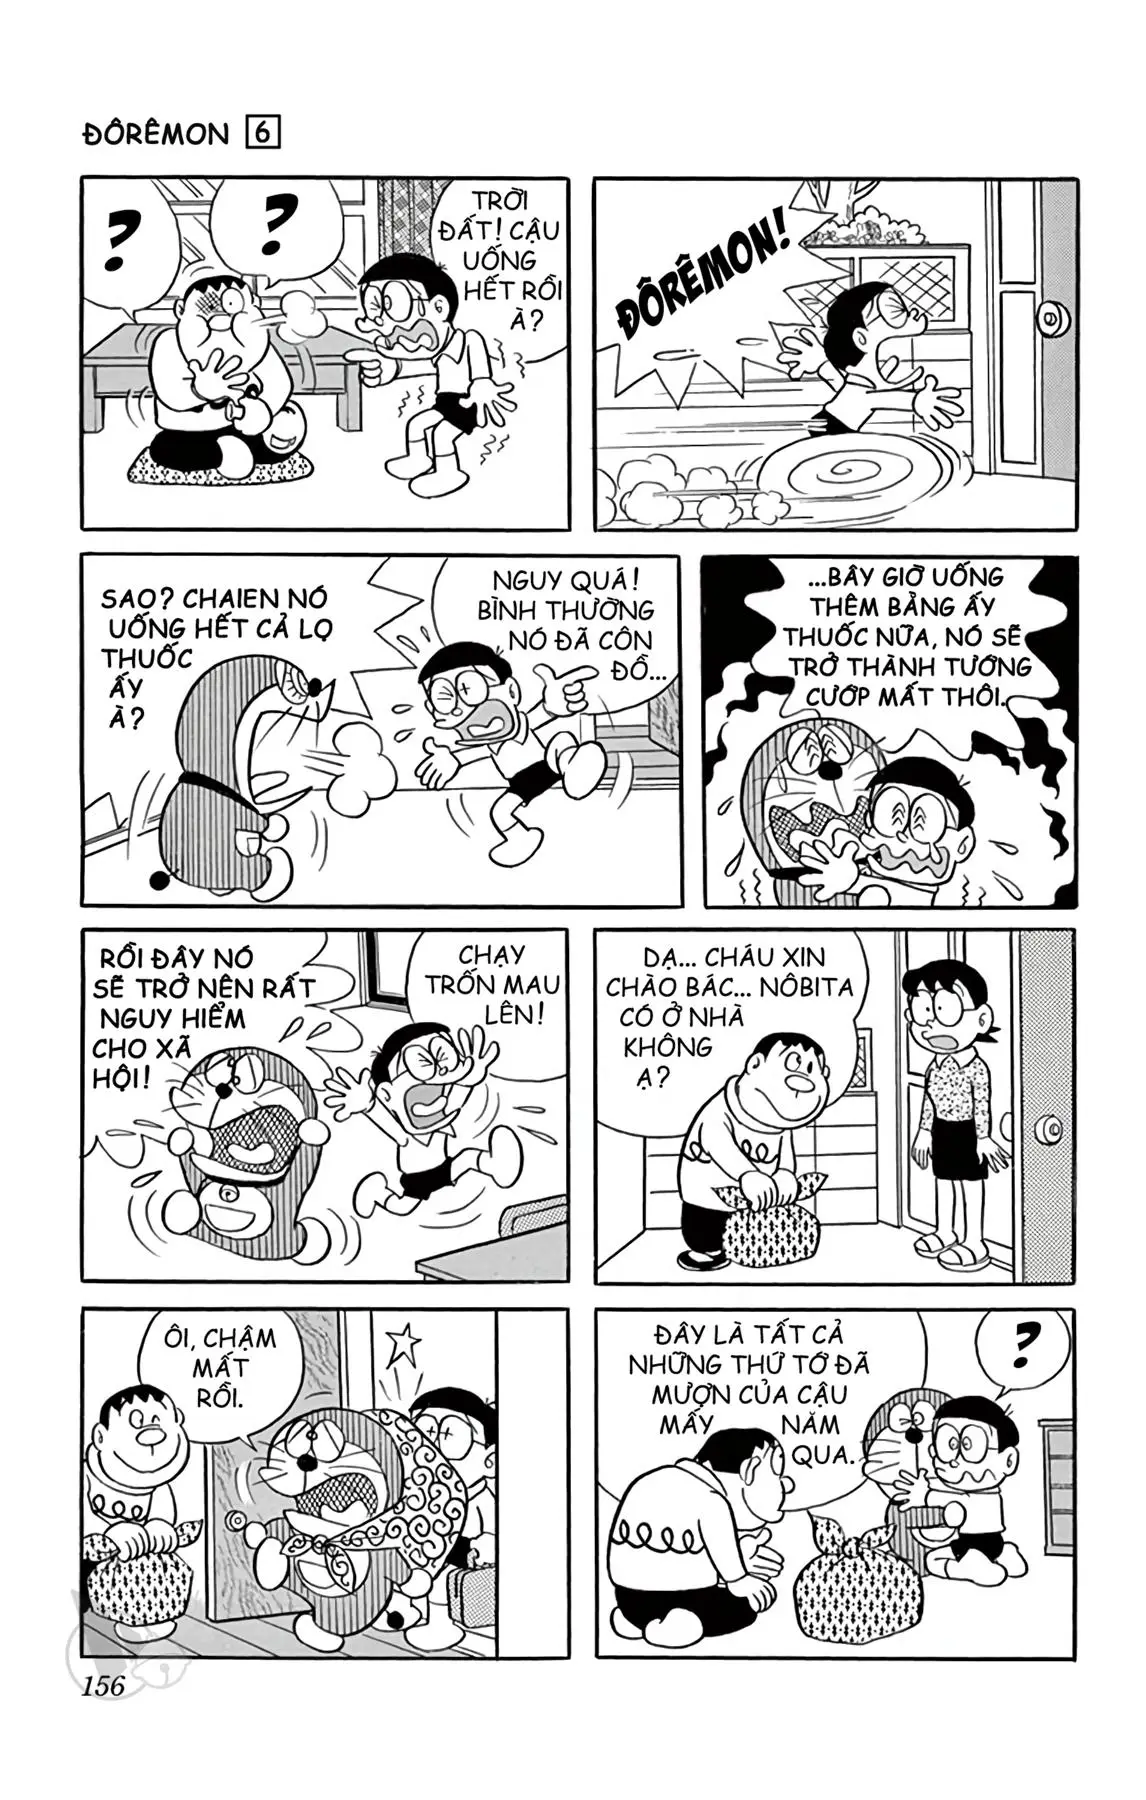 ĐÔRÊMON 6
?
?
TRỜI
ĐẤT! CẬU
UỐNG
HẾT RỒI
À?
ĐÔRÊMON!
SAO? CHAIEN NÓ
UỐNG HẾT CẢ LỌ
THUỐC
ẤY
À?
NGUY QUÁ!
BÌNH THƯỜNG
NÓ ĐÃ CÔN
ĐỒ...
...BÂY GIỜ UỐNG
THÊM BẰNG ẤY
THUỐC NỮA, NÓ SẼ
TRỞ THÀNH TƯỚNG
CƯỚP MẤT THÔI.
RỒI ĐÂY NÓ
SẼ TRỞ NÊN RẤT
NGUY HIỂM
CHO XÃ
HỘI!
CHẠY
TRỐN MAU
LÊN!
DẠ... CHÁU XIN
CHÀO BÁC... NÔBITA
CÓ Ở NHÀ
KHÔNG
Ạ?
ÔI, CHẬM
MẤT
RỒI.
ĐÂY LÀ TẤT CẢ
NHỮNG THỨ TỚ ĐÃ
MƯỢN CỦA CẬU
MẤY NĂM
QUA.
?
156